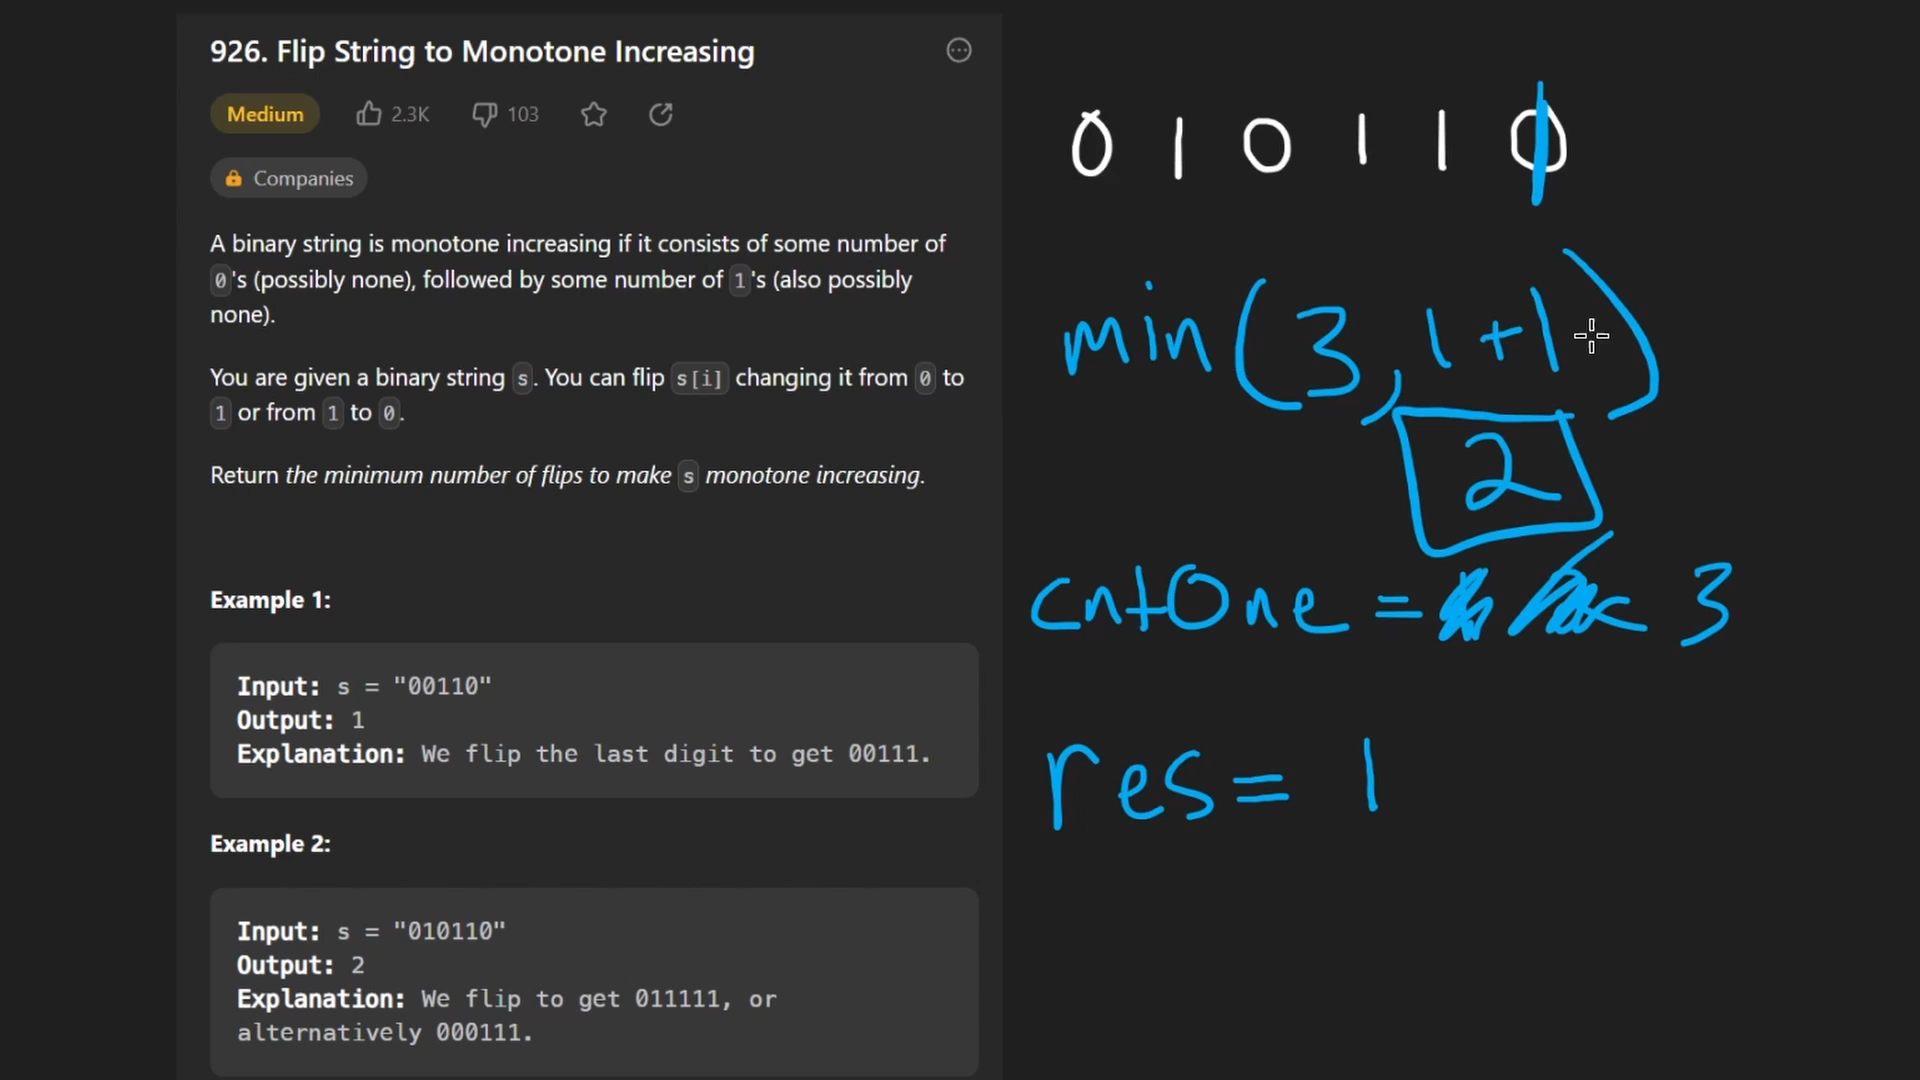 926. Flip String to Monotone Increasing
Medium 2.3K 103
Companies
A binary string is monotone increasing if it consists of some number of
0's (possibly none), followed by some number of 1's (also possibly
none).
You are given a binary string s. You can flip s[i] changing it from 0 to
1 or from 1 to 0.
Return the minimum number of flips to make s monotone increasing.
Example 1:
Input: s = "00110"
Output: 1
Explanation: We flip the last digit to get 00111.
Example 2:
Input: s = "010110"
Output: 2
Explanation: We flip to get 011111, or
alternatively 000111.
0 1 0 1 1 0
min(3, 1+1)
2
cntOne = 3
res = 1